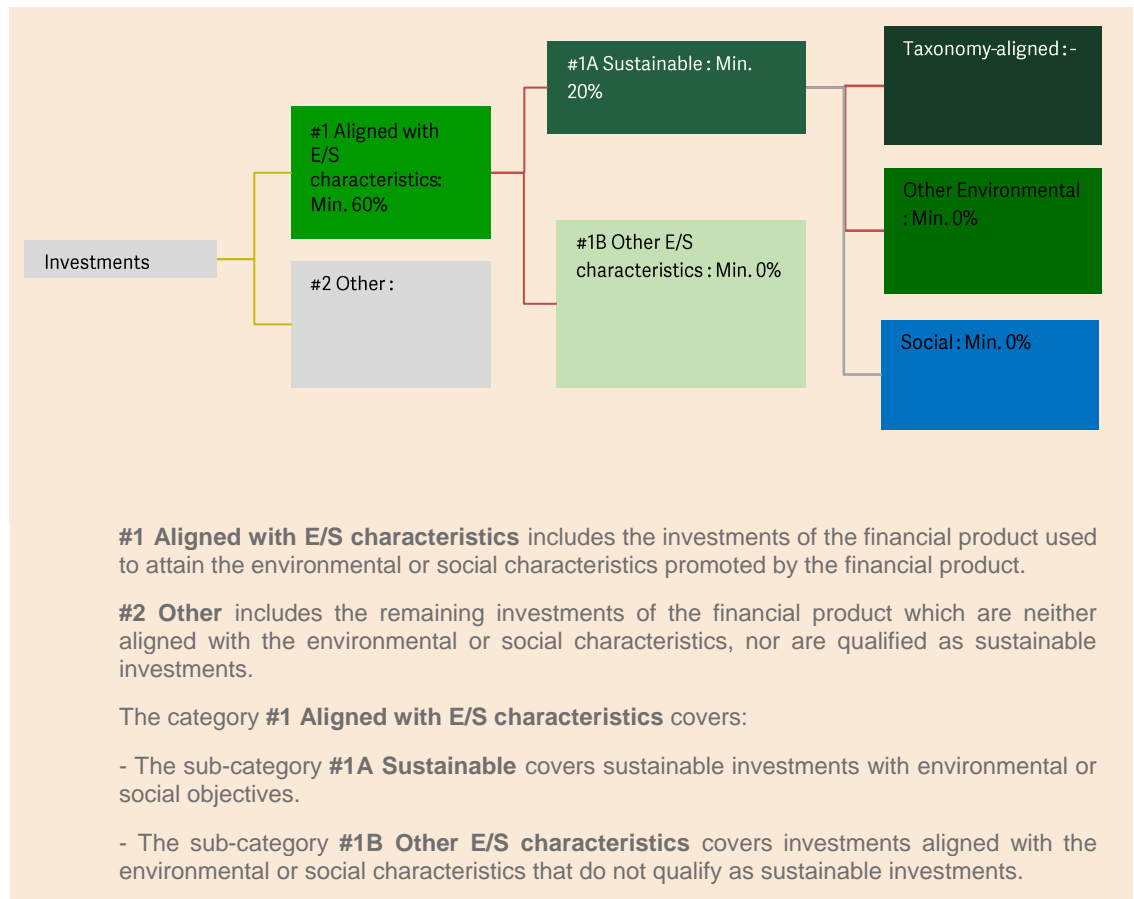 Investments
#1 Aligned with
E/S
characteristics:
Min. 60%
#2 Other :
#1A Sustainable : Min.
20%
#1B Other E/S
characteristics : Min. 0%
Taxonomy-aligned : -
Other Environmental
: Min. 0%
Social : Min. 0%
#1 Aligned with E/S characteristics includes the investments of the financial product used
to attain the environmental or social characteristics promoted by the financial product.
#2 Other includes the remaining investments of the financial product which are neither
aligned with the environmental or social characteristics, nor are qualified as sustainable
investments.
The category #1 Aligned with E/S characteristics covers:
- The sub-category #1A Sustainable covers sustainable investments with environmental or
social objectives.
- The sub-category #1B Other E/S characteristics covers investments aligned with the
environmental or social characteristics that do not qualify as sustainable investments.